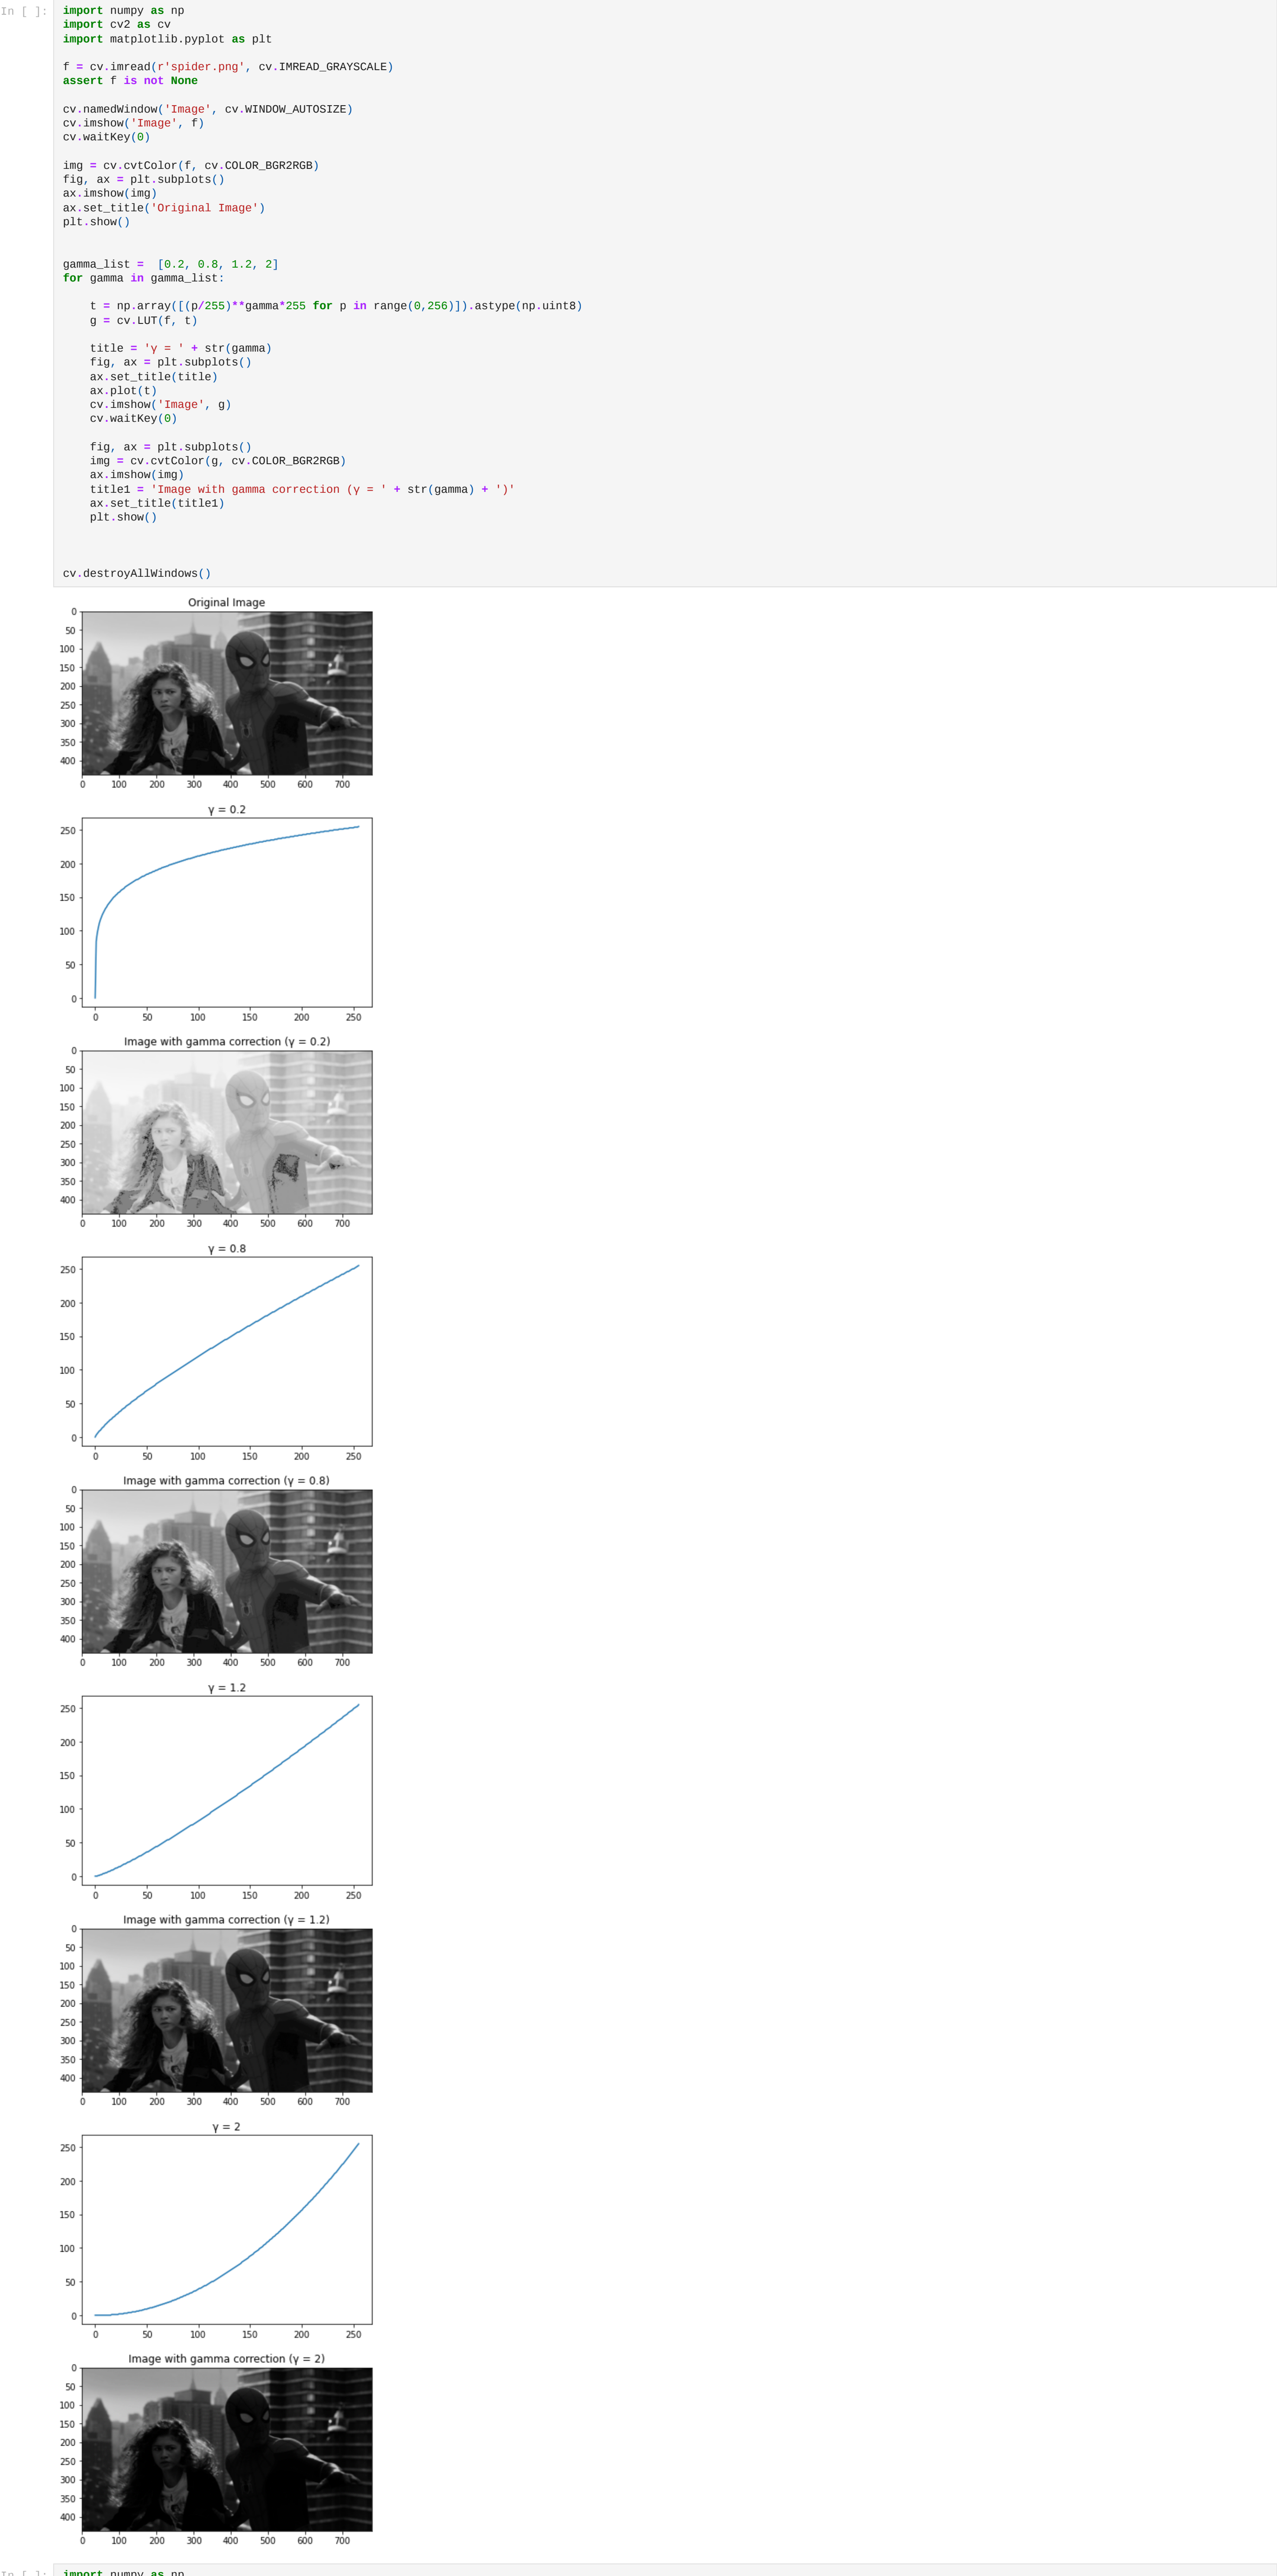 In [ ]:
import numpy as np
import cv2 as cv
import matplotlib.pyplot as plt
f = cv.imread(r'spider.png', cv.IMREAD_GRAYSCALE)
assert f is not None
cv.namedWindow('Image', cv.WINDOW_AUTOSIZE)
cv.imshow('Image', f)
cv.waitKey(0)
img = cv.cvtColor(f, cv.COLOR_BGR2RGB)
fig, ax = plt.subplots()
ax.imshow(img)
ax.set_title('Original Image')
plt.show()
gamma_list =  [0.2, 0.8, 1.2, 2]
for gamma in gamma_list:
    t = np.array([(p/255)**gamma*255 for p in range(0,256)]).astype(np.uint8)
    g = cv.LUT(f, t)
    title = 'γ = ' + str(gamma)
    fig, ax = plt.subplots()
    ax.set_title(title)
    ax.plot(t)
    cv.imshow('Image', g)
    cv.waitKey(0)
    fig, ax = plt.subplots()
    img = cv.cvtColor(g, cv.COLOR_BGR2RGB)
    ax.imshow(img)
    title1 = 'Image with gamma correction (γ = ' + str(gamma) + ')'
    ax.set_title(title1)
    plt.show()
cv.destroyAllWindows()
Original Image
0
50
100
150
200
250
300
350
400
0 100 200 300 400 500 600 700
γ = 0.2
250
200
150
100
50
0
0 50 100 150 200 250
Image with gamma correction (γ = 0.2)
0
50
100
150
200
250
300
350
400
0 100 200 300 400 500 600 700
γ = 0.8
250
200
150
100
50
0
0 50 100 150 200 250
Image with gamma correction (γ = 0.8)
0
50
100
150
200
250
300
350
400
0 100 200 300 400 500 600 700
γ = 1.2
250
200
150
100
50
0
0 50 100 150 200 250
Image with gamma correction (γ = 1.2)
0
50
100
150
200
250
300
350
400
0 100 200 300 400 500 600 700
γ = 2
250
200
150
100
50
0
0 50 100 150 200 250
Image with gamma correction (γ = 2)
0
50
100
150
200
250
300
350
400
0 100 200 300 400 500 600 700
In [ ]:
import numpy as np